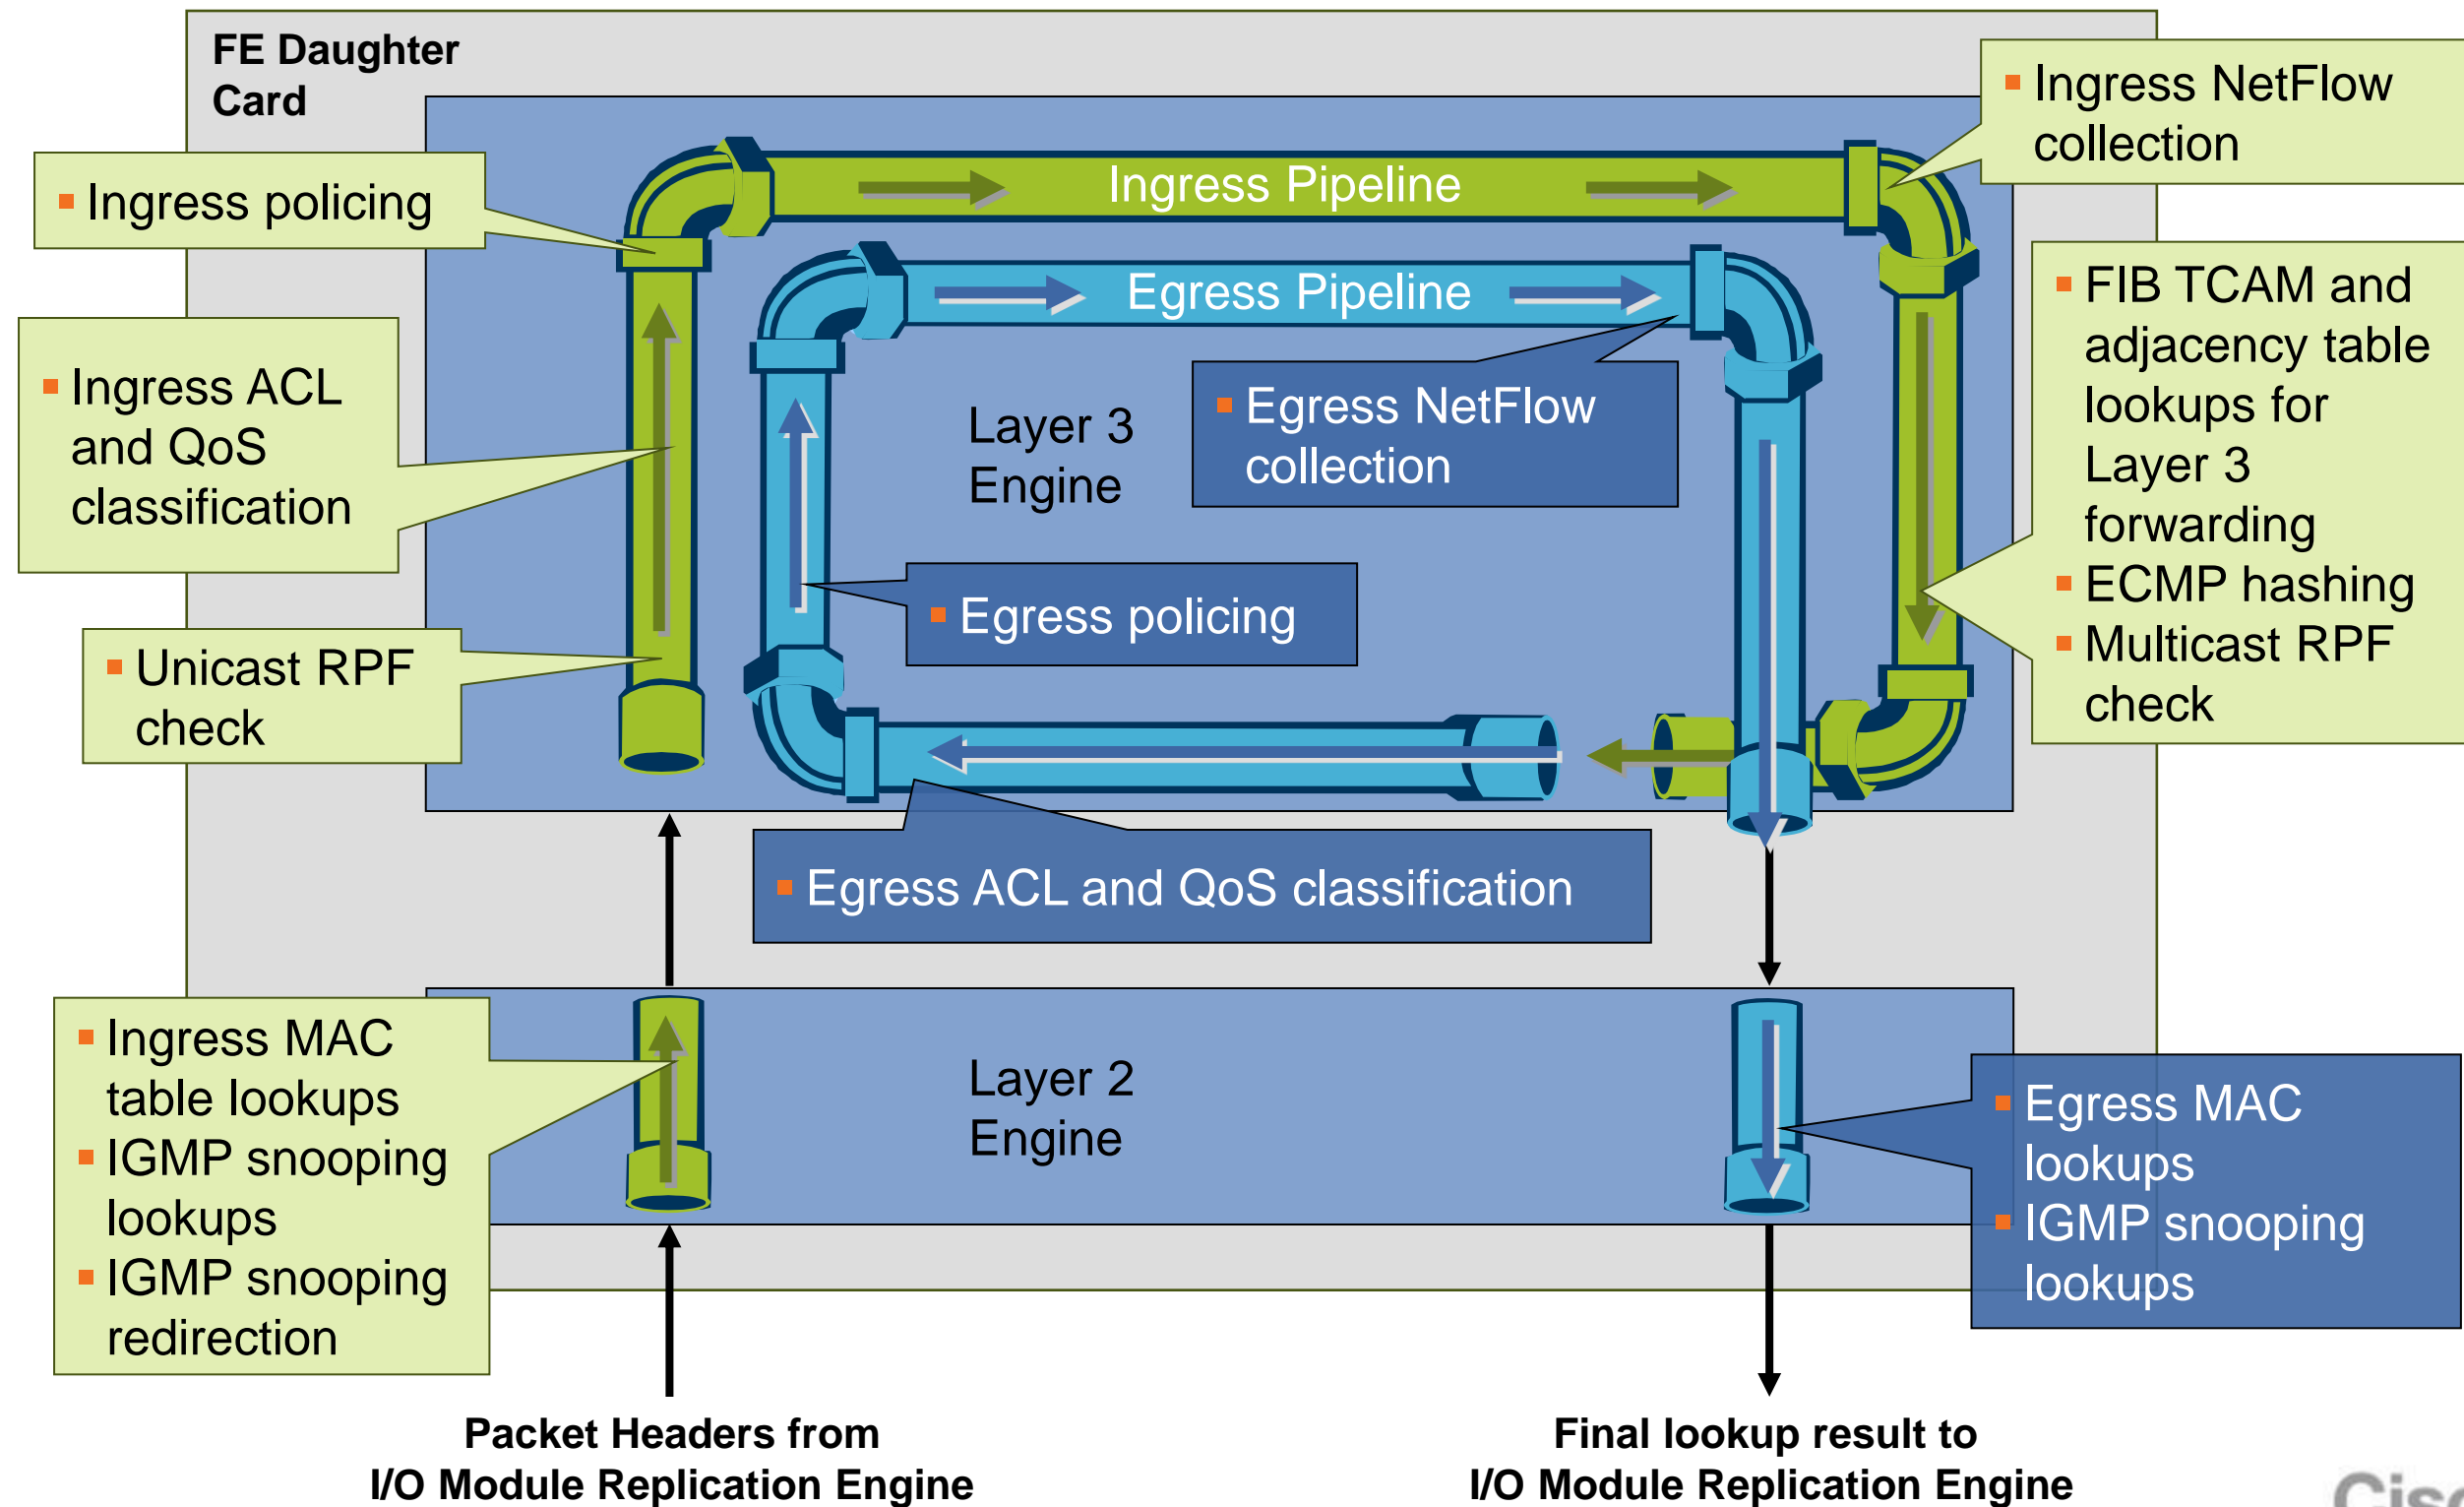 FE Daughter
Card
▪ Ingress NetFlow
collection
▪ Ingress policing
Ingress Pipeline
Egress Pipeline
▪ FIB TCAM and
adjacency table
lookups for
Layer 3
forwarding
▪ ECMP hashing
▪ Multicast RPF
check
▪ Ingress ACL
and QoS
classification
▪ Egress NetFlow
collection
Layer 3
Engine
▪ Egress policing
▪ Unicast RPF
check
▪ Egress ACL and QoS classification
▪ Ingress MAC
table lookups
▪ IGMP snooping
lookups
▪ IGMP snooping
redirection
Layer 2
Engine
▪ Egress MAC
lookups
▪ IGMP snooping
lookups
Packet Headers from
I/O Module Replication Engine
Final lookup result to
I/O Module Replication Engine